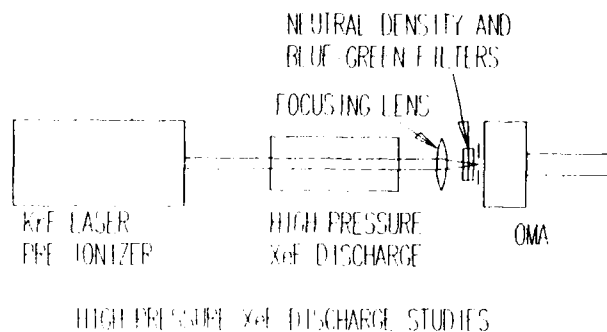 NEUTRAL DENSITY AND
BLUE-GREEN FILTERS
FOCUSING LENS
KrF LASER
PRE-IONIZER
HIGH PRESSURE
XeF DISCHARGE
OMA
HIGH PRESSURE XeF DISCHARGE STUDIES